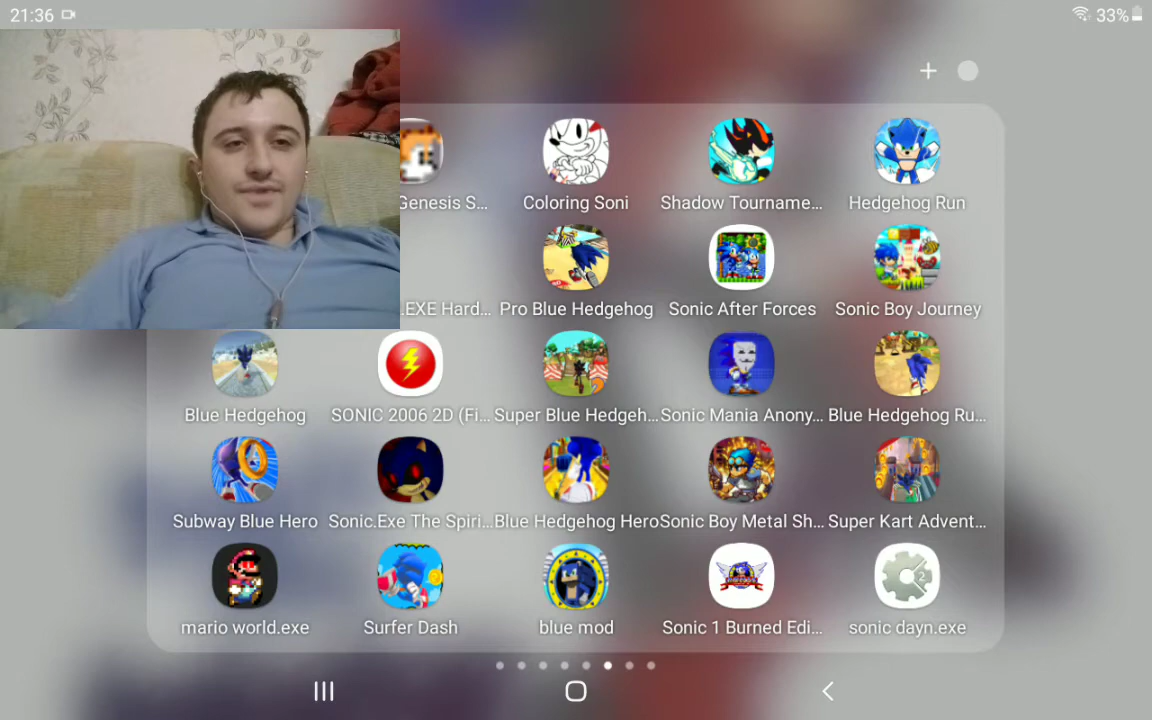 21:36
33%
Genesis S...
Coloring Soni
Shadow Tourname...
Hedgehog Run
.EXE Hard...
Pro Blue Hedgehog
Sonic After Forces
Sonic Boy Journey
Blue Hedgehog
SONIC 2006 2D (Fi...
Super Blue Hedgeh...
Sonic Mania Anony...
Blue Hedgehog Ru...
Subway Blue Hero
Sonic.Exe The Spiri...
Blue Hedgehog Hero
Sonic Boy Metal Sh...
Super Kart Advent...
mario world.exe
Surfer Dash
blue mod
Sonic 1 Burned Edi...
2
sonic dayn.exe